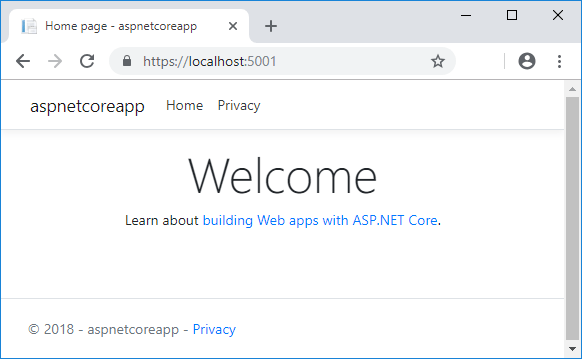 Home page - aspnetcoreapp
https://localhost:5001
aspnetcoreapp Home Privacy
Welcome
Learn about building Web apps with ASP.NET Core.
© 2018 - aspnetcoreapp - Privacy